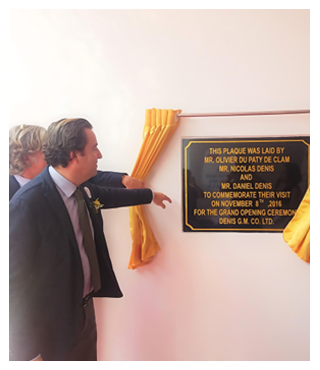 THIS PLAQUE WAS LAID BY
MR. OLIVIER DU PATY DE CLAM
MR. NICOLAS DENIS
AND
MR. DANIEL DENIS
TO COMMEMORATE THEIR VISIT
ON NOVEMBER 8TH ,2016
FOR THE GRAND OPENING CEREMON
DENIS G.M. CO. LTD.